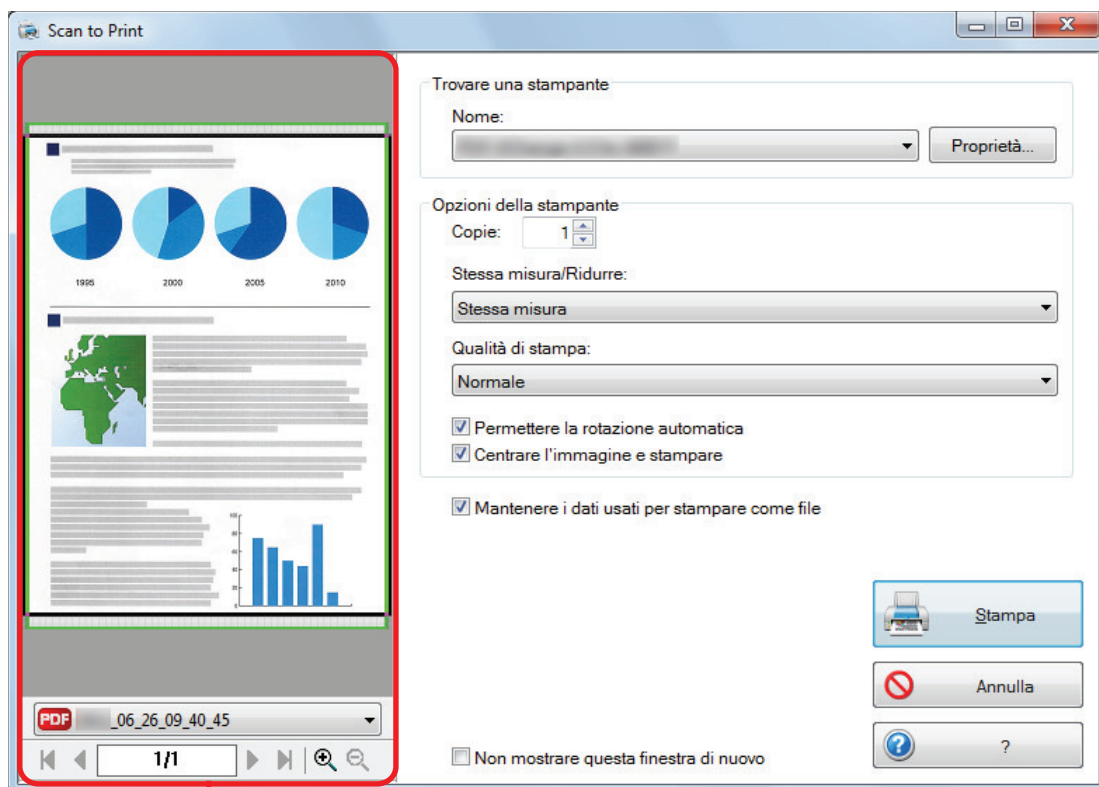 Scan to Print
1995 2000 2005 2010
PDF _06_26_09_40_45
1/1
Trovare una stampante
Nome:
Proprietà...
Opzioni della stampante
Copie: 1
Stessa misura/Ridurre:
Stessa misura
Qualità di stampa:
Normale
Permettere la rotazione automatica
Centrare l'immagine e stampare
Mantenere i dati usati per stampare come file
Stampa
Annulla
?
Non mostrare questa finestra di nuovo